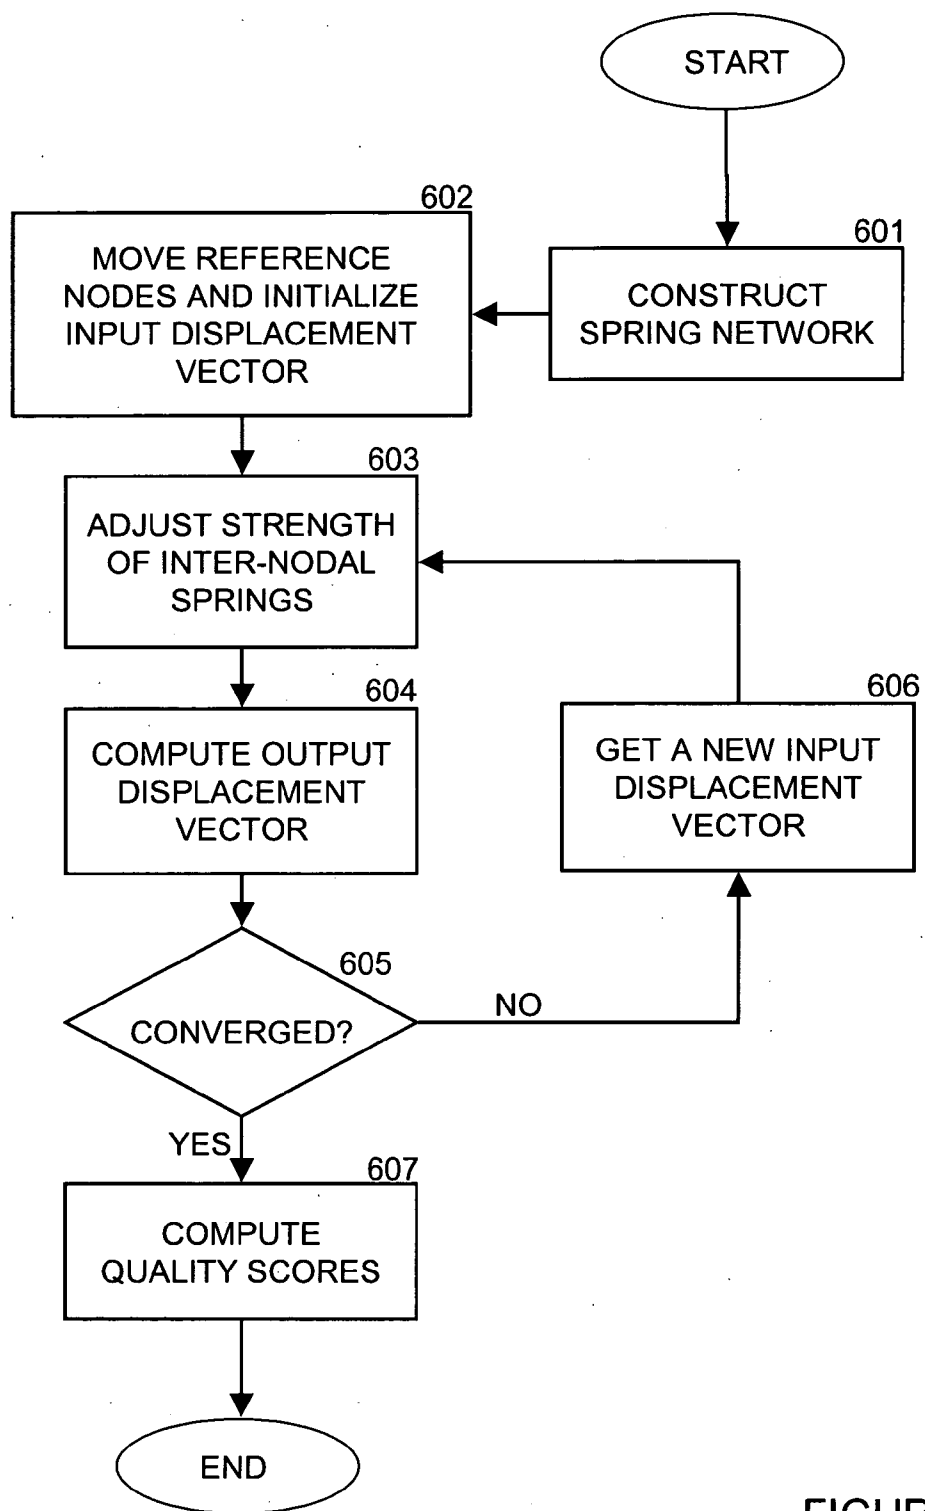 START
601
CONSTRUCT
SPRING NETWORK
602
MOVE REFERENCE
NODES AND INITIALIZE
INPUT DISPLACEMENT
VECTOR
603
ADJUST STRENGTH
OF INTER-NODAL
SPRINGS
604
COMPUTE OUTPUT
DISPLACEMENT
VECTOR
605
CONVERGED?
NO
606
GET A NEW INPUT
DISPLACEMENT
VECTOR
YES
607
COMPUTE
QUALITY SCORES
END